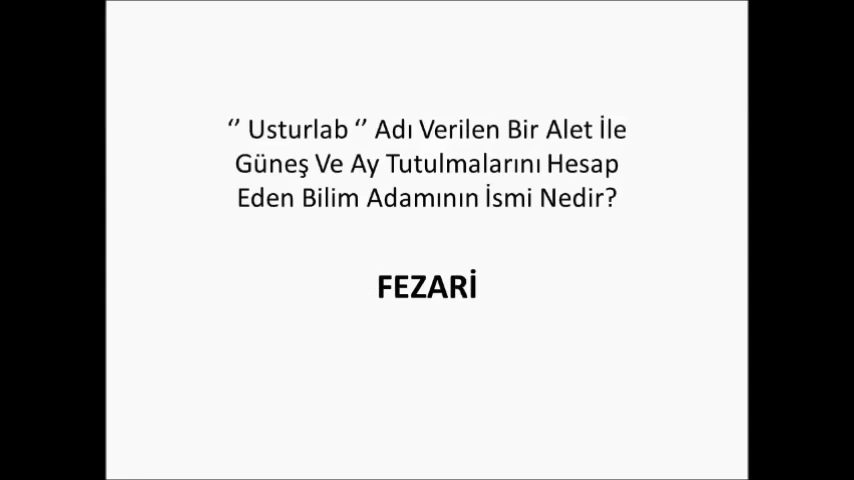 ‘’ Usturlab ‘’ Adı Verilen Bir Alet İle
Güneş Ve Ay Tutulmalarını Hesap
Eden Bilim Adamının İsmi Nedir?
FEZARİ